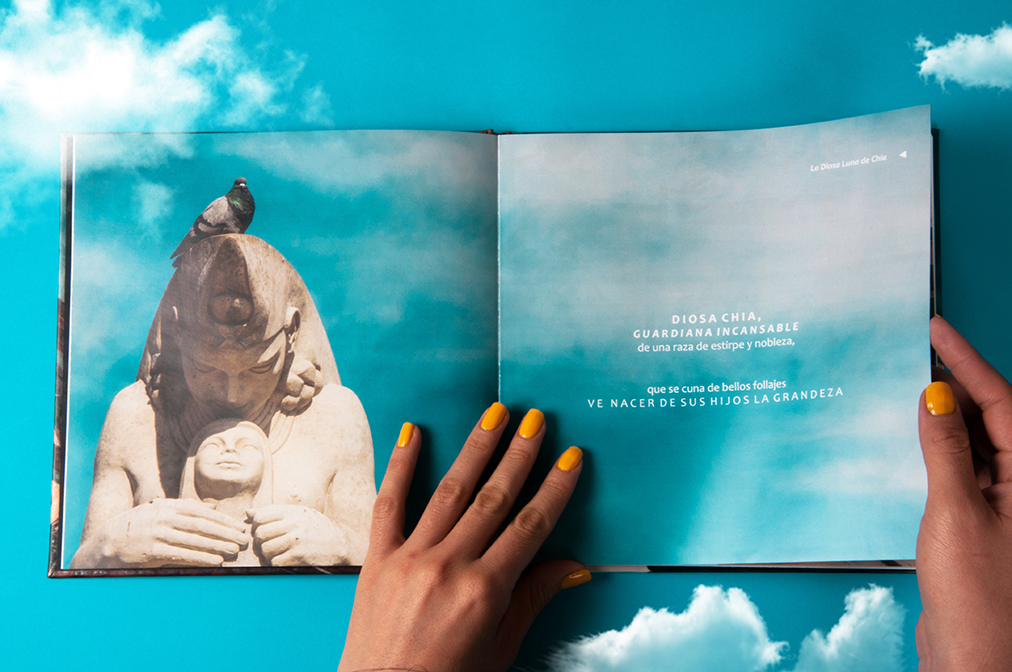 La Diosa Luna de Chia
DIOSA CHIA,
GUARDIANA INCANSABLE
de una raza de estirpe y nobleza,
que se cuna de bellos follajes
VE NACER DE SUS HIJOS LA GRANDEZA